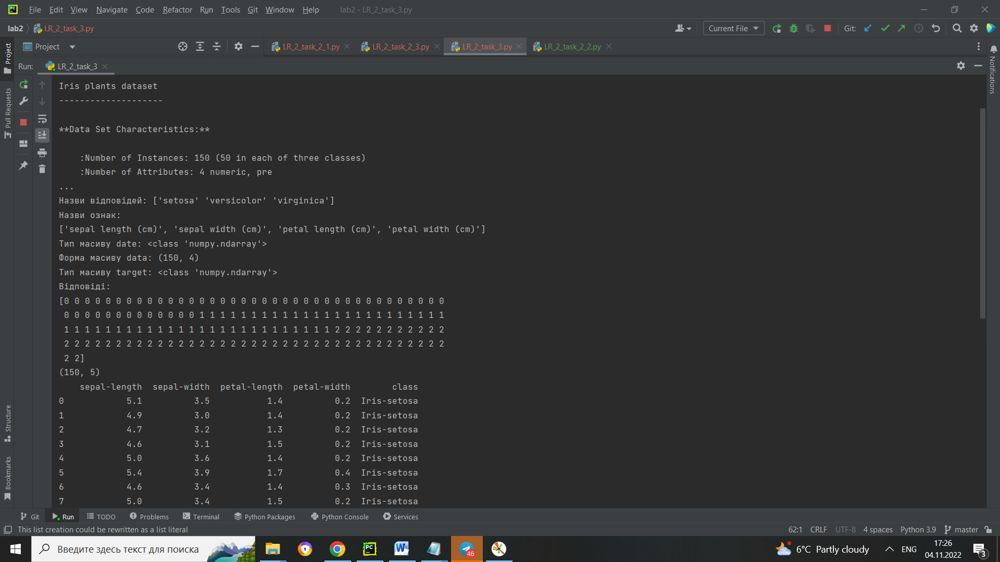 PC File Edit View Navigate Code Refactor Run Tools Git Window Help lab2 - LR_2_task_3.py
lab2 LR_2_task_3.py Current File Git:
Project LR_2_task_2_1.py LR_2_task_2_3.py LR_2_task_3.py LR_2_task_2_2.py
Run: LR_2_task_3
Project
Pull Requests
Structure
Bookmarks
Notifications
Iris plants dataset
--------------------
**Data Set Characteristics:**
:Number of Instances: 150 (50 in each of three classes)
:Number of Attributes: 4 numeric, pre
...
Назви відповідей: ['setosa' 'versicolor' 'virginica']
Назви ознак:
['sepal length (cm)', 'sepal width (cm)', 'petal length (cm)', 'petal width (cm)']
Тип масиву date: <class 'numpy.ndarray'>
Форма масиву data: (150, 4)
Тип масиву target: <class 'numpy.ndarray'>
Відповіді:
[0 0 0 0 0 0 0 0 0 0 0 0 0 0 0 0 0 0 0 0 0 0 0 0 0 0 0 0 0 0 0 0 0 0 0 0 0
0 0 0 0 0 0 0 0 0 0 0 0 0 1 1 1 1 1 1 1 1 1 1 1 1 1 1 1 1 1 1 1 1 1 1 1 1
1 1 1 1 1 1 1 1 1 1 1 1 1 1 1 1 1 1 1 1 1 1 1 1 1 1 2 2 2 2 2 2 2 2 2 2 2
2 2 2 2 2 2 2 2 2 2 2 2 2 2 2 2 2 2 2 2 2 2 2 2 2 2 2 2 2 2 2 2 2 2 2 2 2
2 2]
(150, 5)
sepal-length sepal-width petal-length petal-width class
0 5.1 3.5 1.4 0.2 Iris-setosa
1 4.9 3.0 1.4 0.2 Iris-setosa
2 4.7 3.2 1.3 0.2 Iris-setosa
3 4.6 3.1 1.5 0.2 Iris-setosa
4 5.0 3.6 1.4 0.2 Iris-setosa
5 5.4 3.9 1.7 0.4 Iris-setosa
6 4.6 3.4 1.4 0.3 Iris-setosa
7 5.0 3.4 1.5 0.2 Iris-setosa
Git Run TODO Problems Terminal Python Packages Python Console Services
This list creation could be rewritten as a list literal 62:1 CRLF UTF-8 4 spaces Python 3.9 master
Введите здесь текст для поиска PC W 46 6°C Partly cloudy ENG 17:26
04.11.2022 3